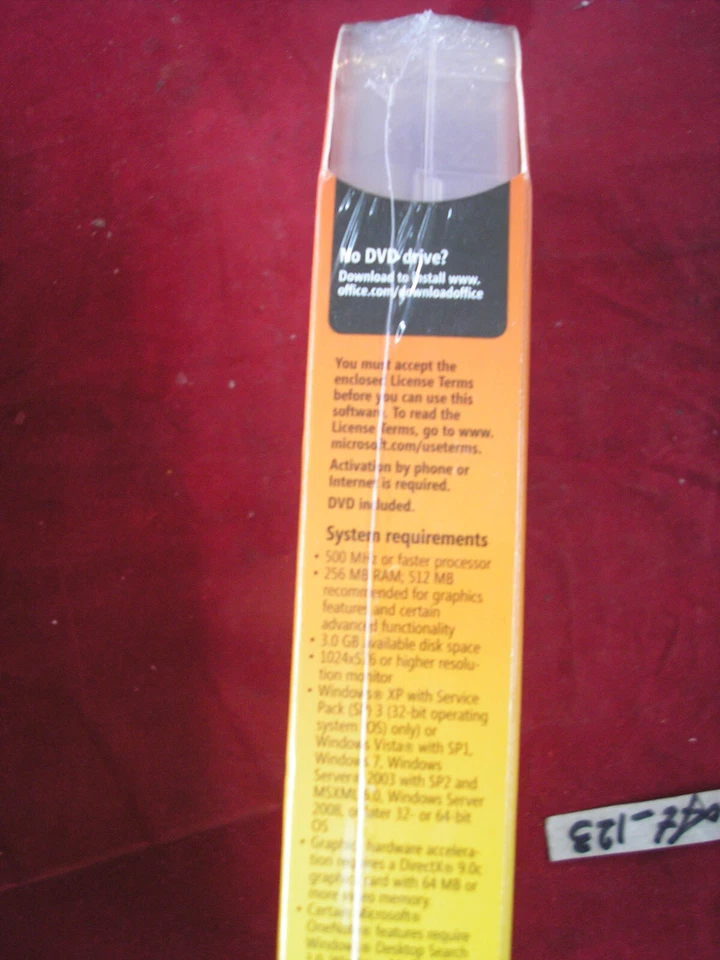 No DVD drive?
Download to install www.
office.com/downloadoffice
You must accept the
enclosed License Terms
before you can use this
software. To read the
License Terms, go to www.
microsoft.com/useterms.
Activation by phone or
Internet is required.
DVD included.
System requirements
• 500 MHz or faster processor
• 256 MB RAM; 512 MB
recommended for graphics
features and certain
advanced functionality
• 3.0 GB available disk space
• 1024x576 or higher resolu-
tion monitor
• Windows® XP with Service
Pack (SP) 3 (32-bit operating
system (OS) only) or
Windows Vista® with SP1,
Windows 7, Windows
Server® 2003 with SP2 and
MSXML 6.0, Windows Server
2008, or later 32- or 64-bit
OS
• Graphics hardware accelera-
tion requires a DirectX® 9.0c
graphics card with 64 MB or
more video memory.
• Certain Microsoft®
OneNote® features require
Windows® Desktop Search
-123